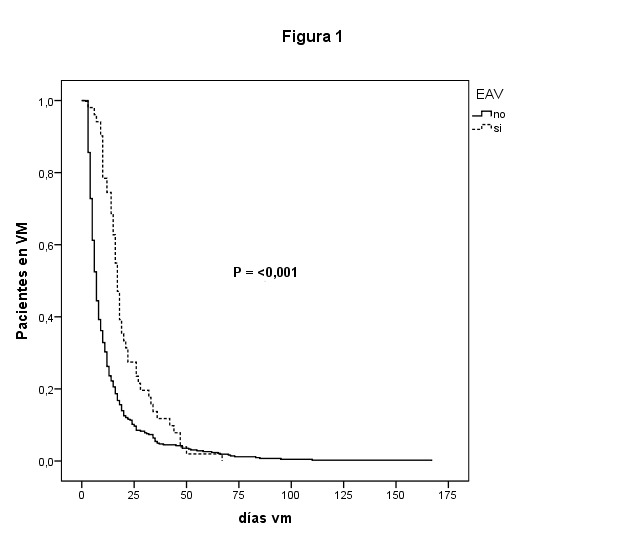 Figura 1
EAV
no
si
1,0
0,8
0,6
0,4
0,2
0,0
Pacientes en VM
P = <0,001
0
25
50
75
100
125
150
175
días vm